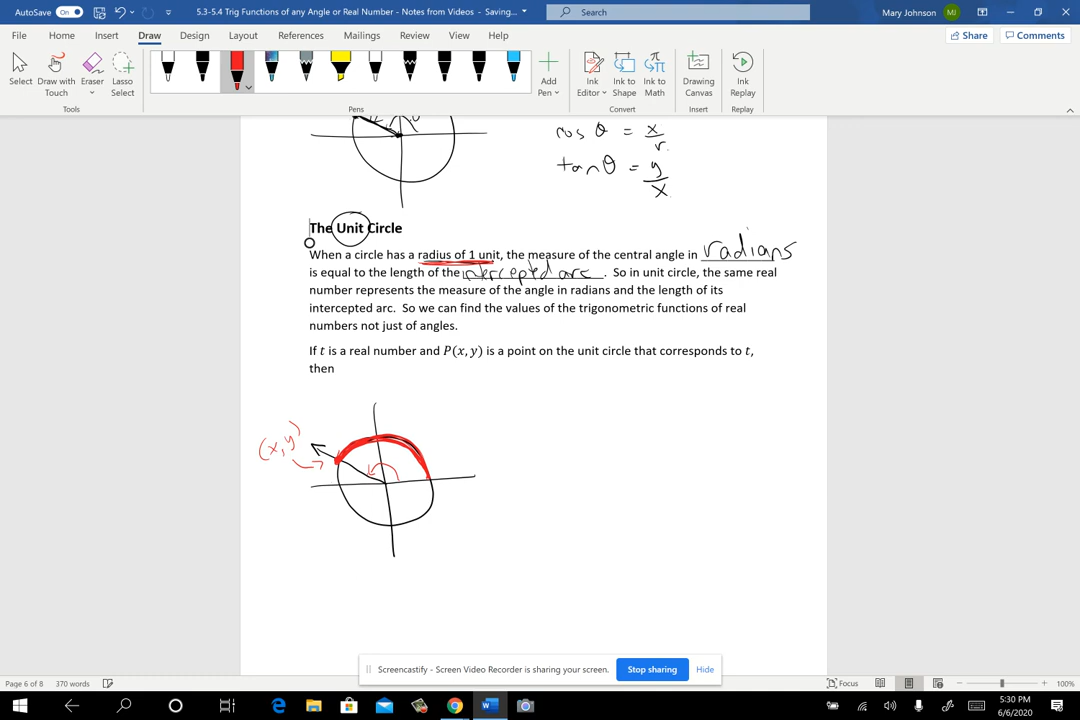 AutoSave On 5.3-5.4 Trig Functions of any Angle or Real Number - Notes from Videos - Saving... Search Mary Johnson MJ
File Home Insert Draw Design Layout References Mailings Review View Help Share Comments
Select Draw with Touch Eraser Lasso Select Add Pen Ink Editor Ink to Shape Ink to Math Drawing Canvas Ink Replay
Tools Pens Convert Insert Replay
cos θ = x/r
tan θ = y/x
The Unit Circle
When a circle has a radius of 1 unit, the measure of the central angle in radians
is equal to the length of the intercepted arc. So in unit circle, the same real
number represents the measure of the angle in radians and the length of its
intercepted arc. So we can find the values of the trigonometric functions of real
numbers not just of angles.
If t is a real number and P(x, y) is a point on the unit circle that corresponds to t,
then
(x, y)
Screencastify - Screen Video Recorder is sharing your screen. Stop sharing Hide
Page 6 of 8 370 words Focus 100%
5:30 PM
6/6/2020